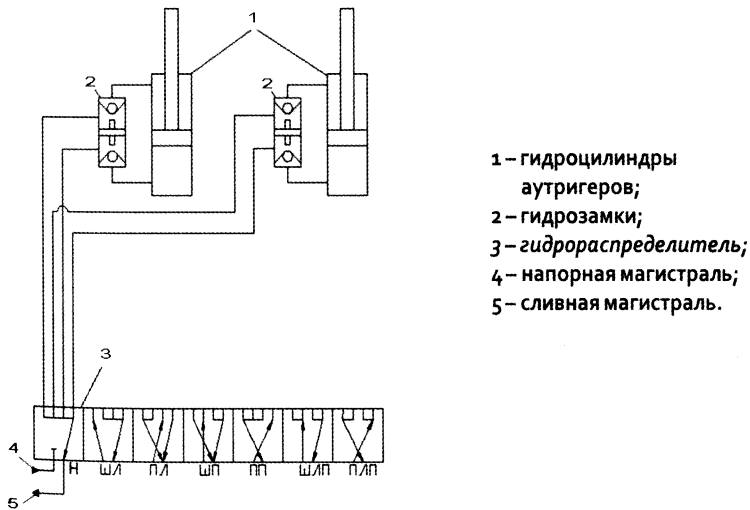 1
2
2
1 – гидроцилиндры
аутригеров;
2 – гидрозамки;
3 – гидрораспределитель;
4 – напорная магистраль;
5 – сливная магистраль.
3
4
Н ШЛ ПЛ ШП ПП ШЛП ПЛП
5